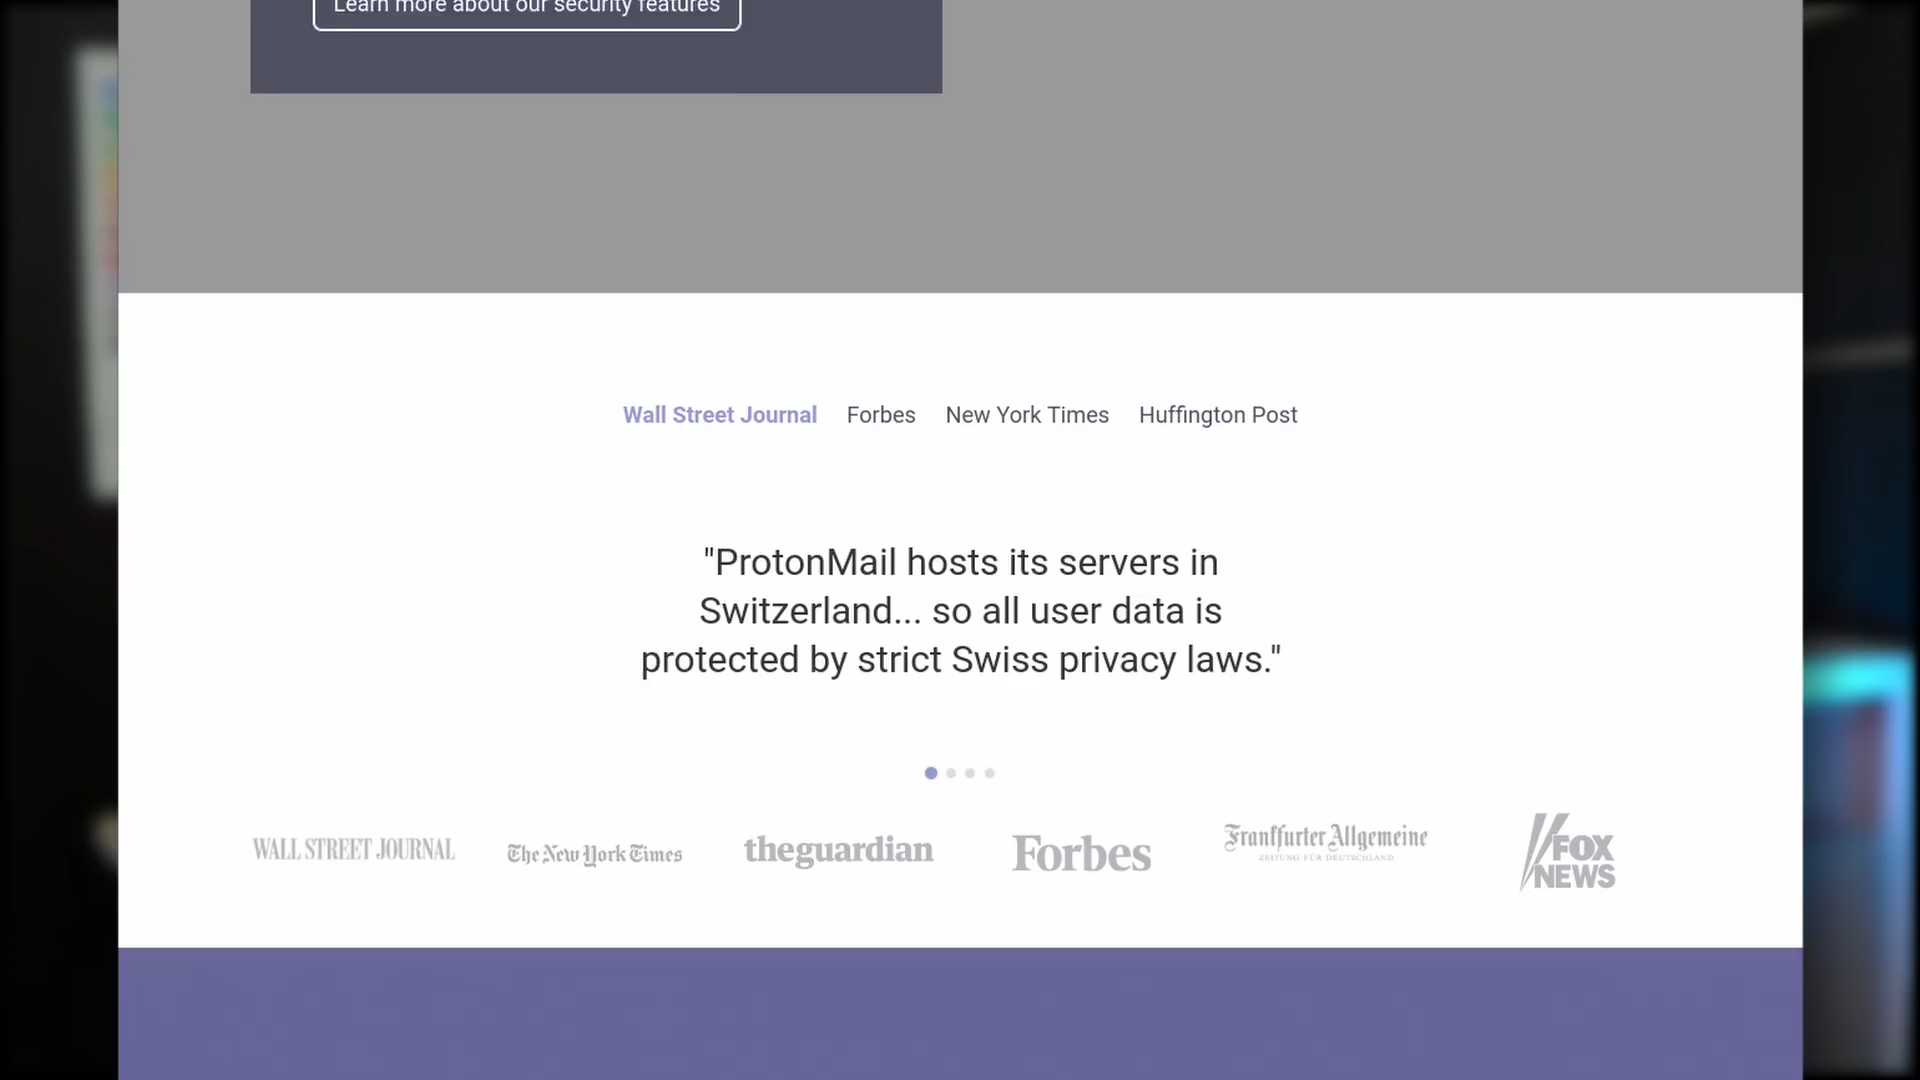 Learn more about our security features
Wall Street Journal Forbes New York Times Huffington Post
"ProtonMail hosts its servers in
Switzerland... so all user data is
protected by strict Swiss privacy laws."
WALL STREET JOURNAL The New York Times theguardian Forbes Frankfurter Allgemeine FOX
ZEITUNG FÜR DEUTSCHLAND NEWS